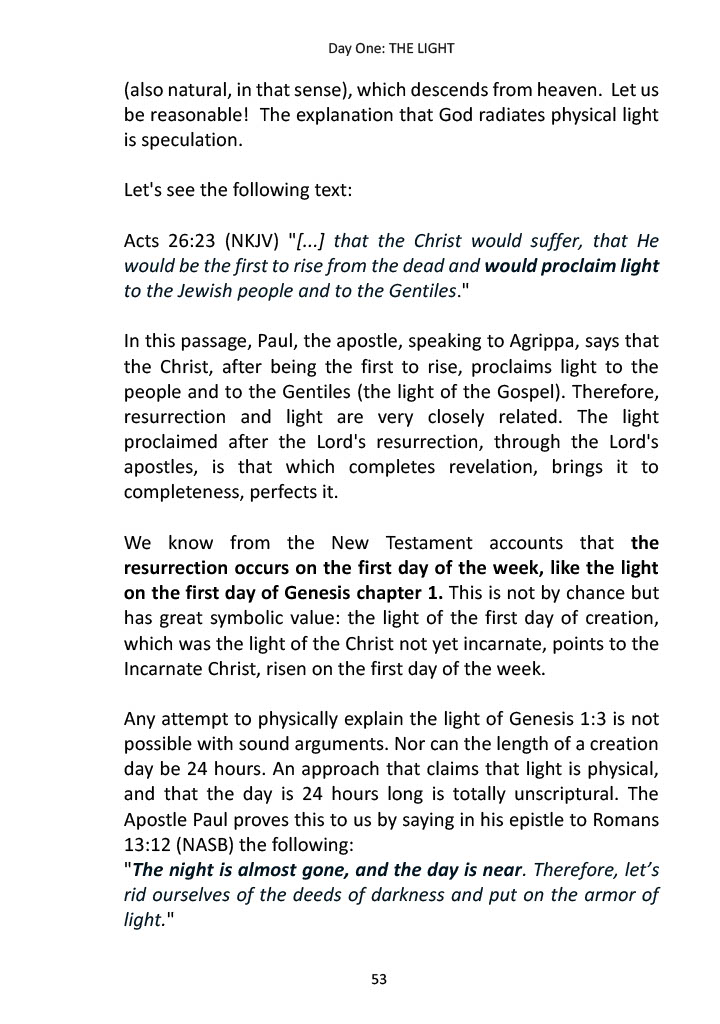 Day One: THE LIGHT
(also natural, in that sense), which descends from heaven.  Let us
be reasonable!  The explanation that God radiates physical light
is speculation.
Let's see the following text:
Acts 26:23 (NKJV) "[...] that the Christ would suffer, that He
would be the first to rise from the dead and would proclaim light
to the Jewish people and to the Gentiles."
In this passage, Paul, the apostle, speaking to Agrippa, says that
the Christ, after being the first to rise, proclaims light to the
people and to the Gentiles (the light of the Gospel). Therefore,
resurrection and light are very closely related. The light
proclaimed after the Lord's resurrection, through the Lord's
apostles, is that which completes revelation, brings it to
completeness, perfects it.
We know from the New Testament accounts that the
resurrection occurs on the first day of the week, like the light
on the first day of Genesis chapter 1. This is not by chance but
has great symbolic value: the light of the first day of creation,
which was the light of the Christ not yet incarnate, points to the
Incarnate Christ, risen on the first day of the week.
Any attempt to physically explain the light of Genesis 1:3 is not
possible with sound arguments. Nor can the length of a creation
day be 24 hours. An approach that claims that light is physical,
and that the day is 24 hours long is totally unscriptural. The
Apostle Paul proves this to us by saying in his epistle to Romans
13:12 (NASB) the following:
"The night is almost gone, and the day is near. Therefore, let’s
rid ourselves of the deeds of darkness and put on the armor of
light."
53